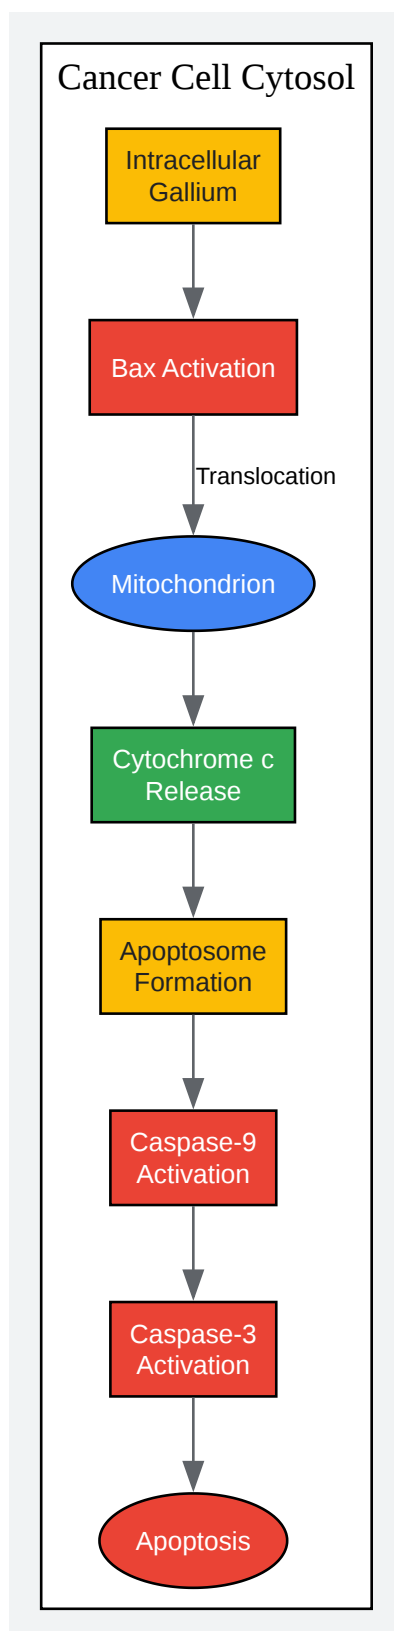 Cancer Cell Cytosol
Intracellular
Gallium
Bax Activation
Translocation
Mitochondrion
Cytochrome c
Release
Apoptosome
Formation
Caspase-9
Activation
Caspase-3
Activation
Apoptosis